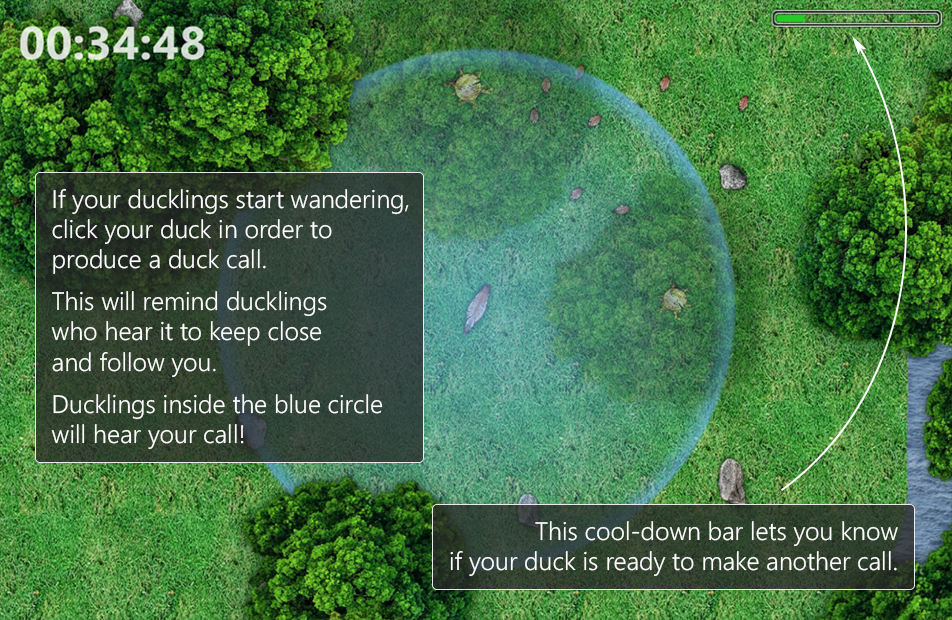 00:34:48
If your ducklings start wandering,
click your duck in order to
produce a duck call.
This will remind ducklings
who hear it to keep close
and follow you.
Ducklings inside the blue circle
will hear your call!
This cool-down bar lets you know
if your duck is ready to make another call.